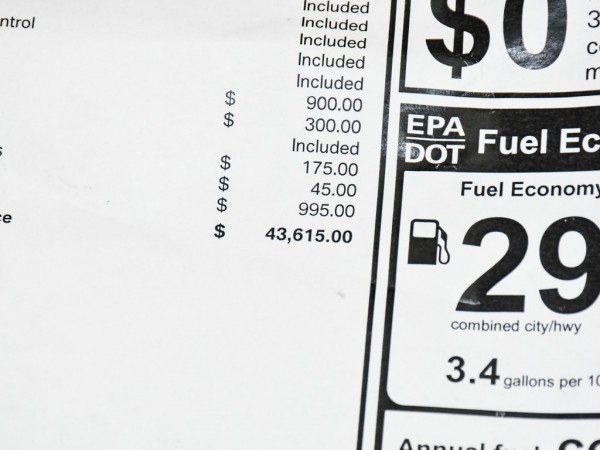 Included
ntrol Included
Included
Included
Included
$ 900.00
$ 300.00
Included
$ 175.00
$ 45.00
$ 995.00
ce $ 43,615.00
$0
3
EPA
DOT Fuel Ec
Fuel Economy
29
combined city/hwy
3.4 gallons per 10
Annual fuel